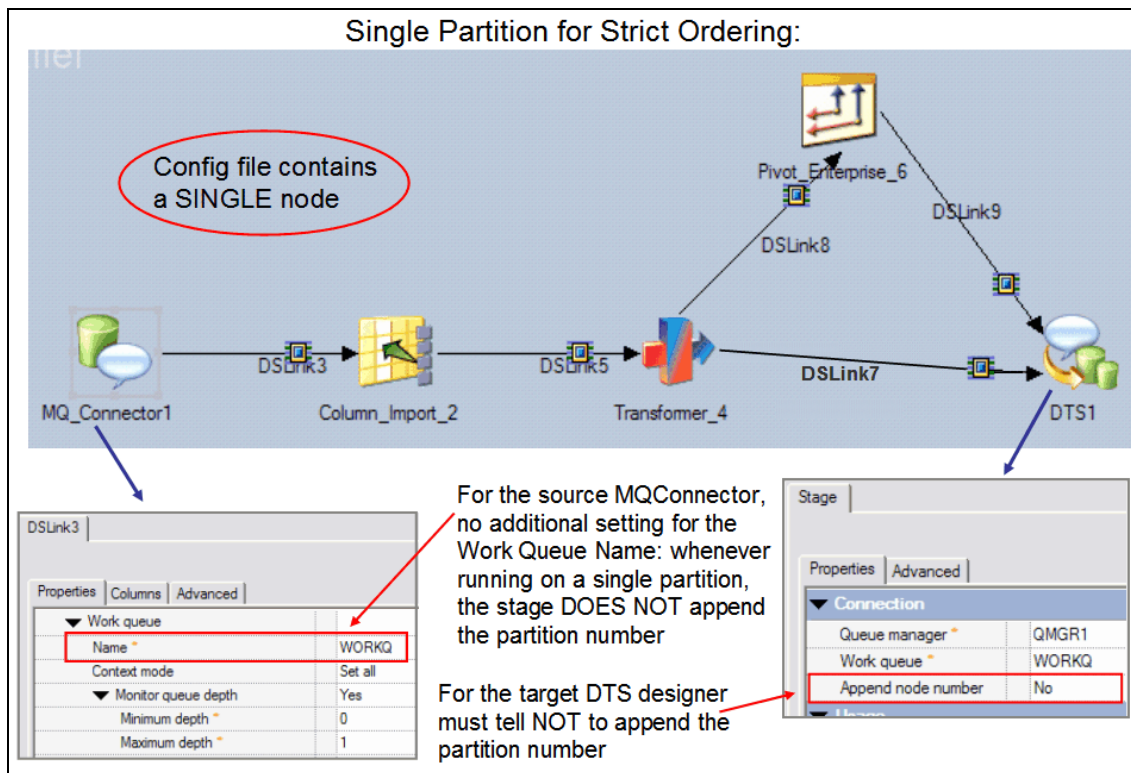 Single Partition for Strict Ordering:
Config file contains
a SINGLE node
Pivot_Enterprise_6
DSLink9
DSLink8
DSLink3
DSLink5
DSLink7
MQ_Connector1
Column_Import_2
Transformer_4
DTS1
For the source MQConnector,
no additional setting for the
Work Queue Name: whenever
running on a single partition,
the stage DOES NOT append
the partition number
For the target DTS designer
must tell NOT to append the
partition number
DSLink3
Properties Columns Advanced
Work queue
Name * WORKQ
Context mode Set all
Monitor queue depth Yes
Minimum depth * 0
Maximum depth * 1
Stage
Properties Advanced
Connection
Queue manager * QMGR1
Work queue * WORKQ
Append node number No